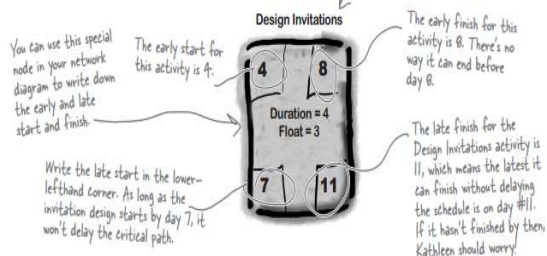 Design Invitations
You can use this special
node in your network
diagram to write down
the early and late
start and finish.
The early start for
this activity is 4.
4
8
The early finish for this
activity is 8. There's no
way it can end before
day 8.
Duration = 4
Float = 3
Write the late start in the lower-
lefthand corner. As long as the
invitation design starts by day 7, it
won't delay the critical path.
7
11
The late finish for the
Design Invitations activity is
11, which means the latest it
can finish without delaying
the schedule is on day #11.
If it hasn't finished by then,
Kathleen should worry!